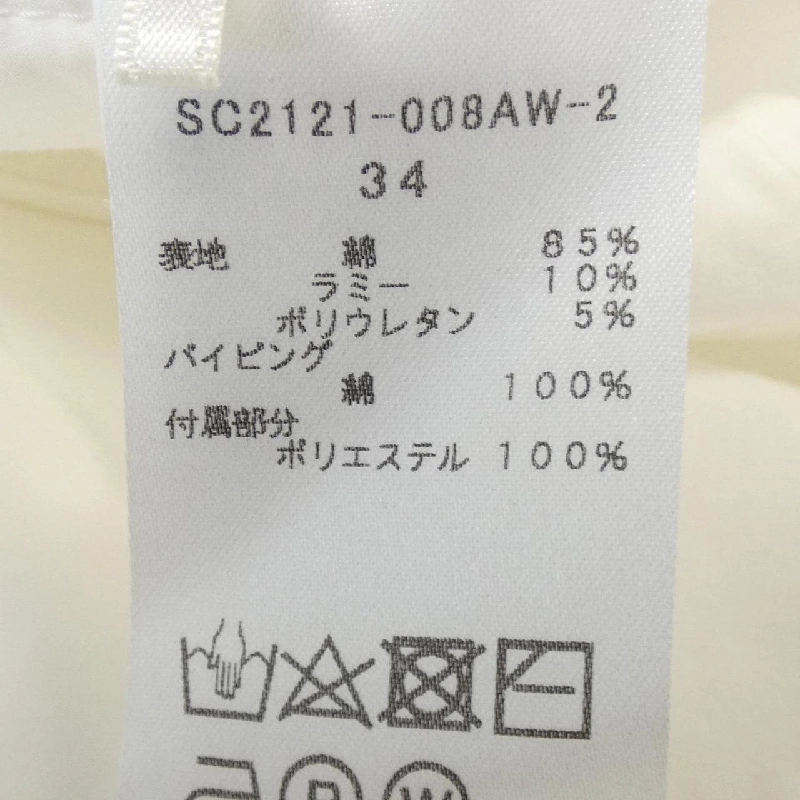 SC2121-008AW-2
34
表地 綿 85%
ラミー 10%
ポリウレタン 5%
パイピング
綿 100%
付属部分
ポリエステル 100%
P W